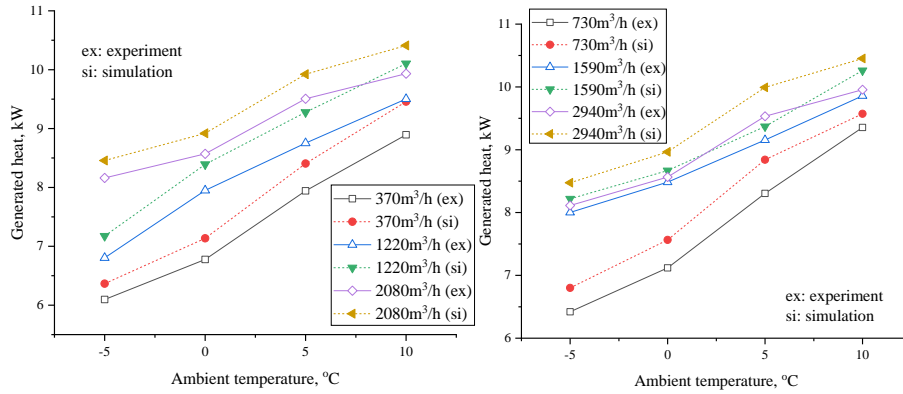 ex: experiment
si: simulation
Generated heat, kW
11
10
9
8
7
6
370m³/h (ex)
370m³/h (si)
1220m³/h (ex)
1220m³/h (si)
2080m³/h (ex)
2080m³/h (si)
-5
0
5
10
Ambient temperature, °C
Generated heat, kW
11
10
9
8
7
6
730m³/h (ex)
730m³/h (si)
1590m³/h (ex)
1590m³/h (si)
2940m³/h (ex)
2940m³/h (si)
ex: experiment
si: simulation
-5
0
5
10
Ambient temperature, °C